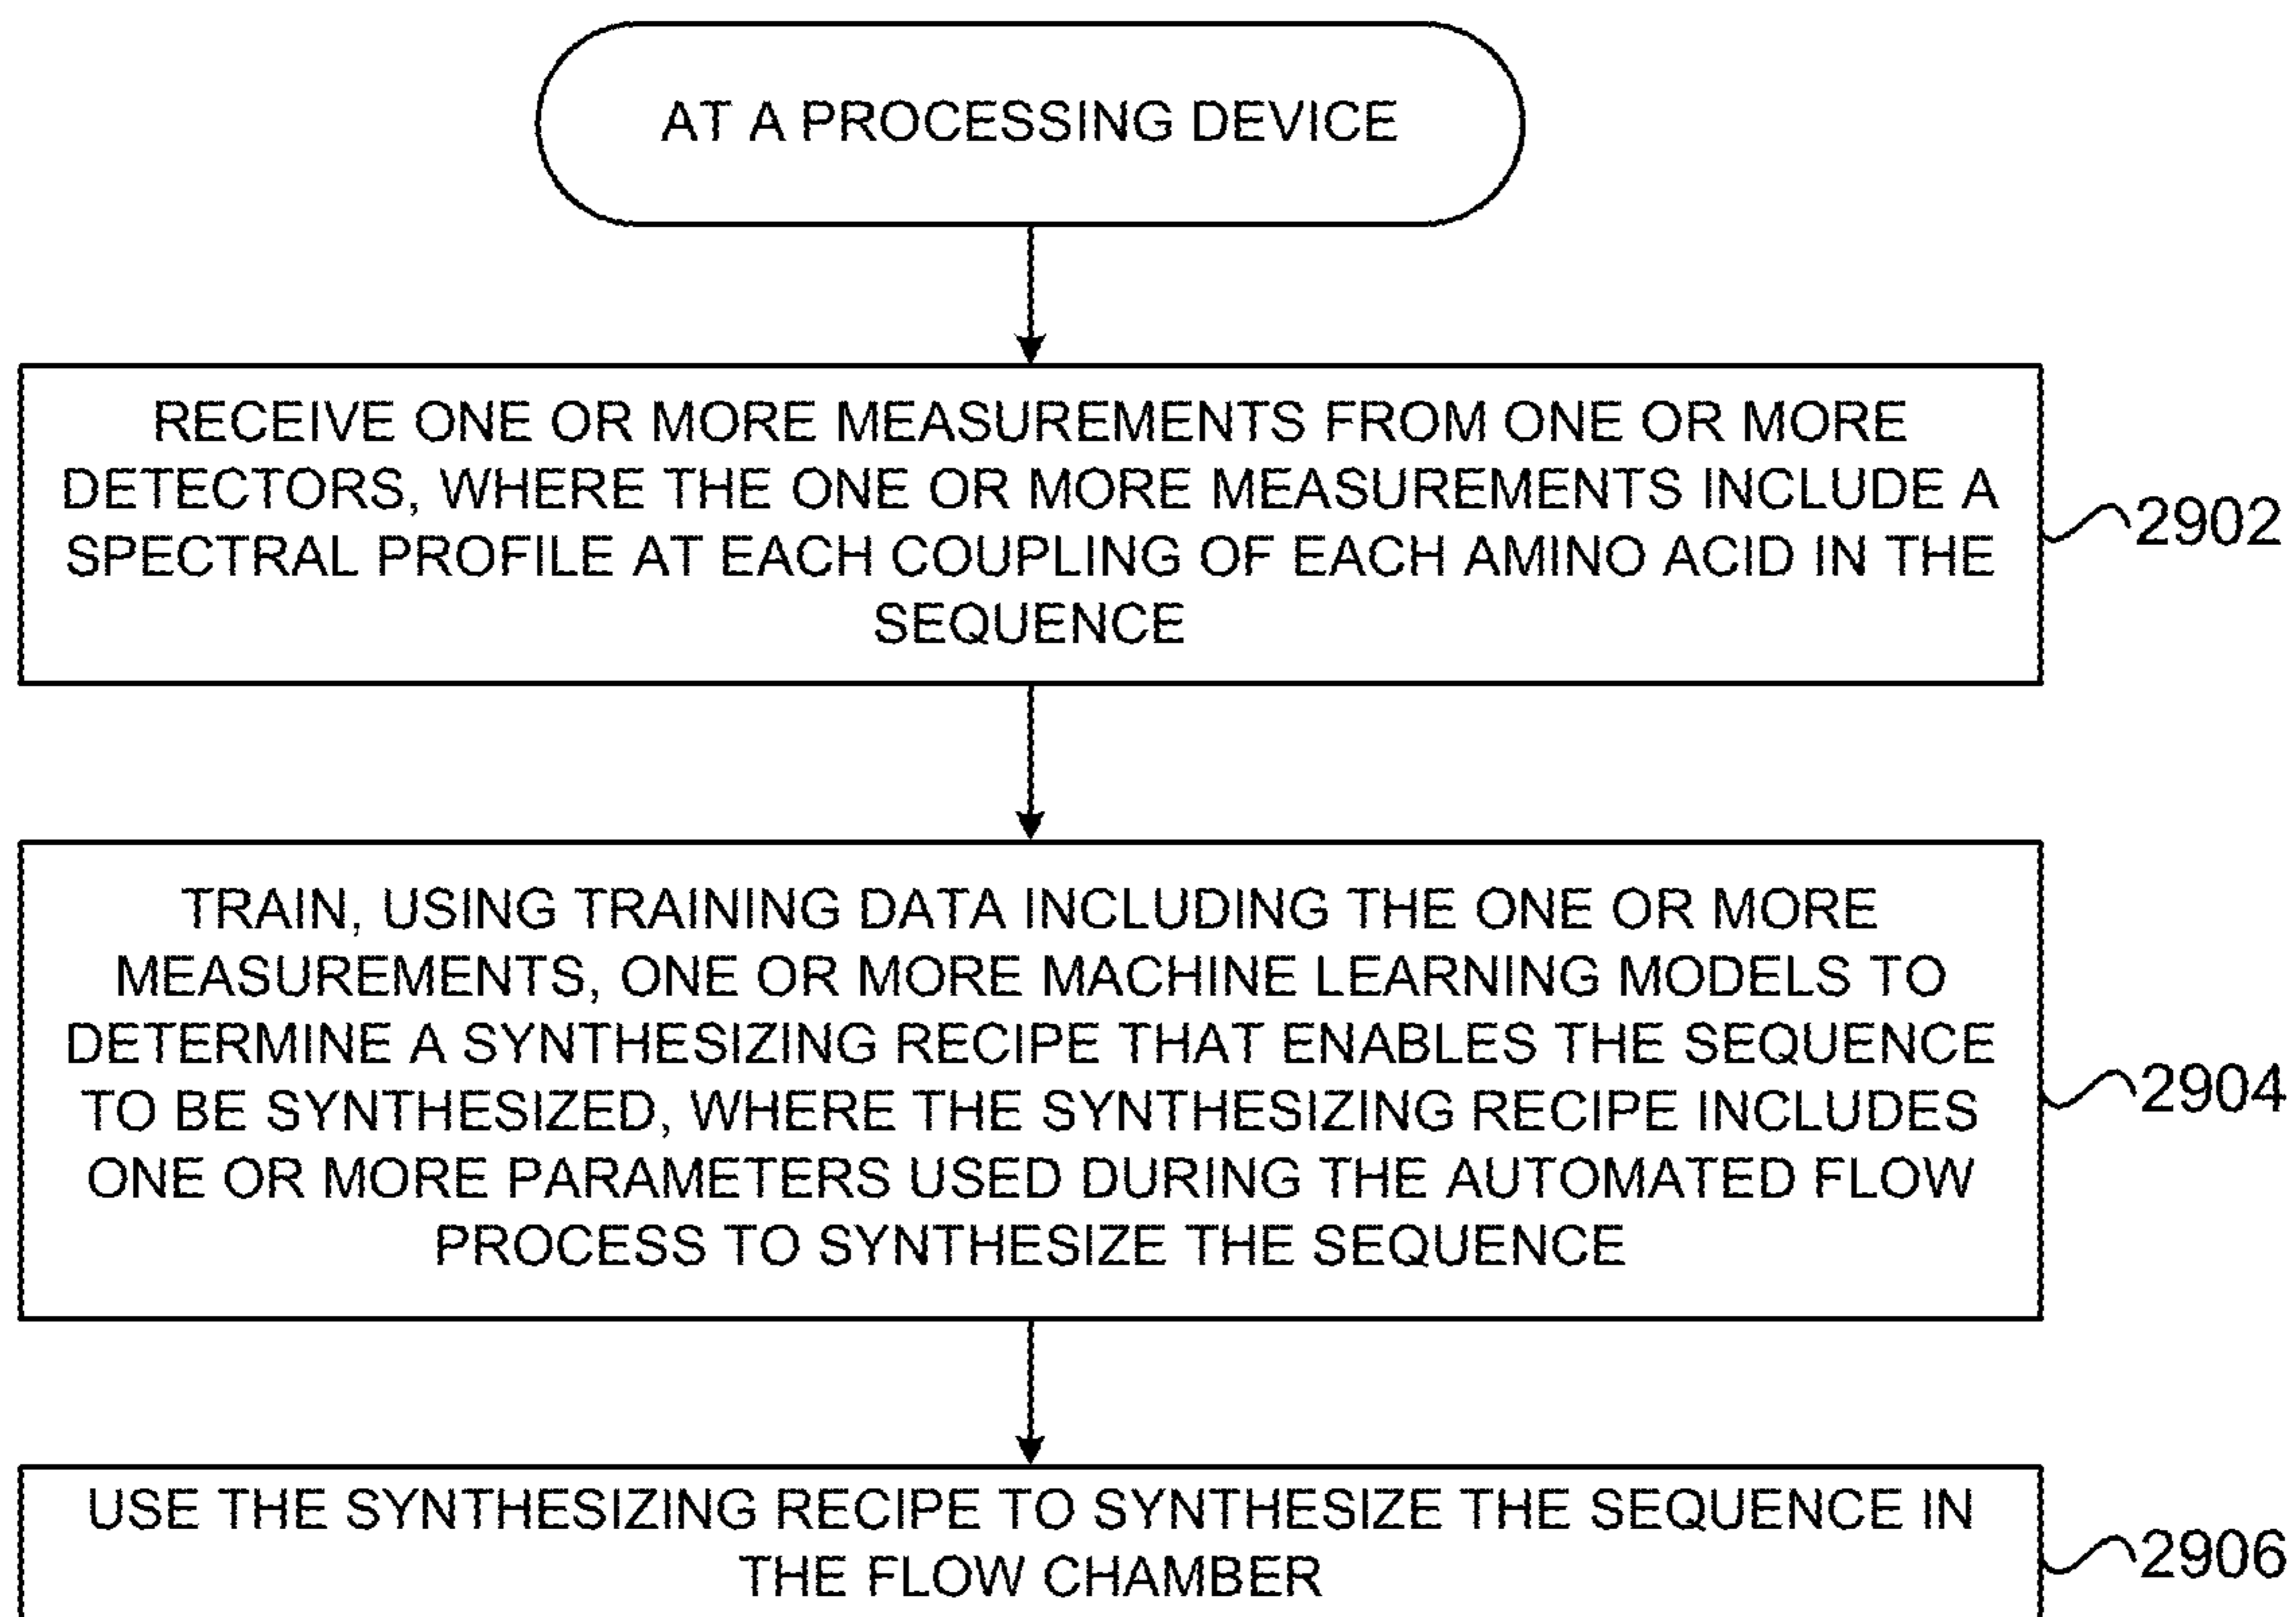 AT A PROCESSING DEVICE
RECEIVE ONE OR MORE MEASUREMENTS FROM ONE OR MORE
DETECTORS, WHERE THE ONE OR MORE MEASUREMENTS INCLUDE A
SPECTRAL PROFILE AT EACH COUPLING OF EACH AMINO ACID IN THE
SEQUENCE
2902
TRAIN, USING TRAINING DATA INCLUDING THE ONE OR MORE
MEASUREMENTS, ONE OR MORE MACHINE LEARNING MODELS TO
DETERMINE A SYNTHESIZING RECIPE THAT ENABLES THE SEQUENCE
TO BE SYNTHESIZED, WHERE THE SYNTHESIZING RECIPE INCLUDES
ONE OR MORE PARAMETERS USED DURING THE AUTOMATED FLOW
PROCESS TO SYNTHESIZE THE SEQUENCE
2904
USE THE SYNTHESIZING RECIPE TO SYNTHESIZE THE SEQUENCE IN
THE FLOW CHAMBER
2906